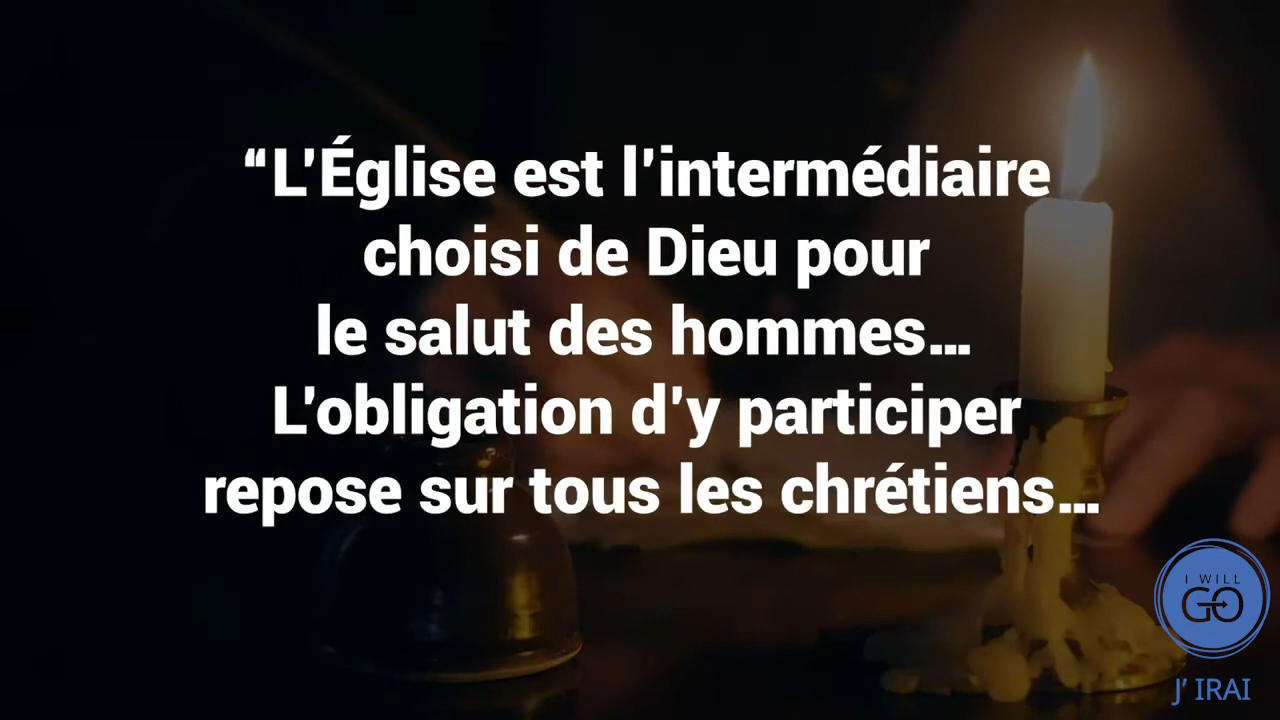 “L’Église est l’intermédiaire
choisi de Dieu pour
le salut des hommes...
L’obligation d’y participer
repose sur tous les chrétiens...
I WILL
GO
J’ IRAI